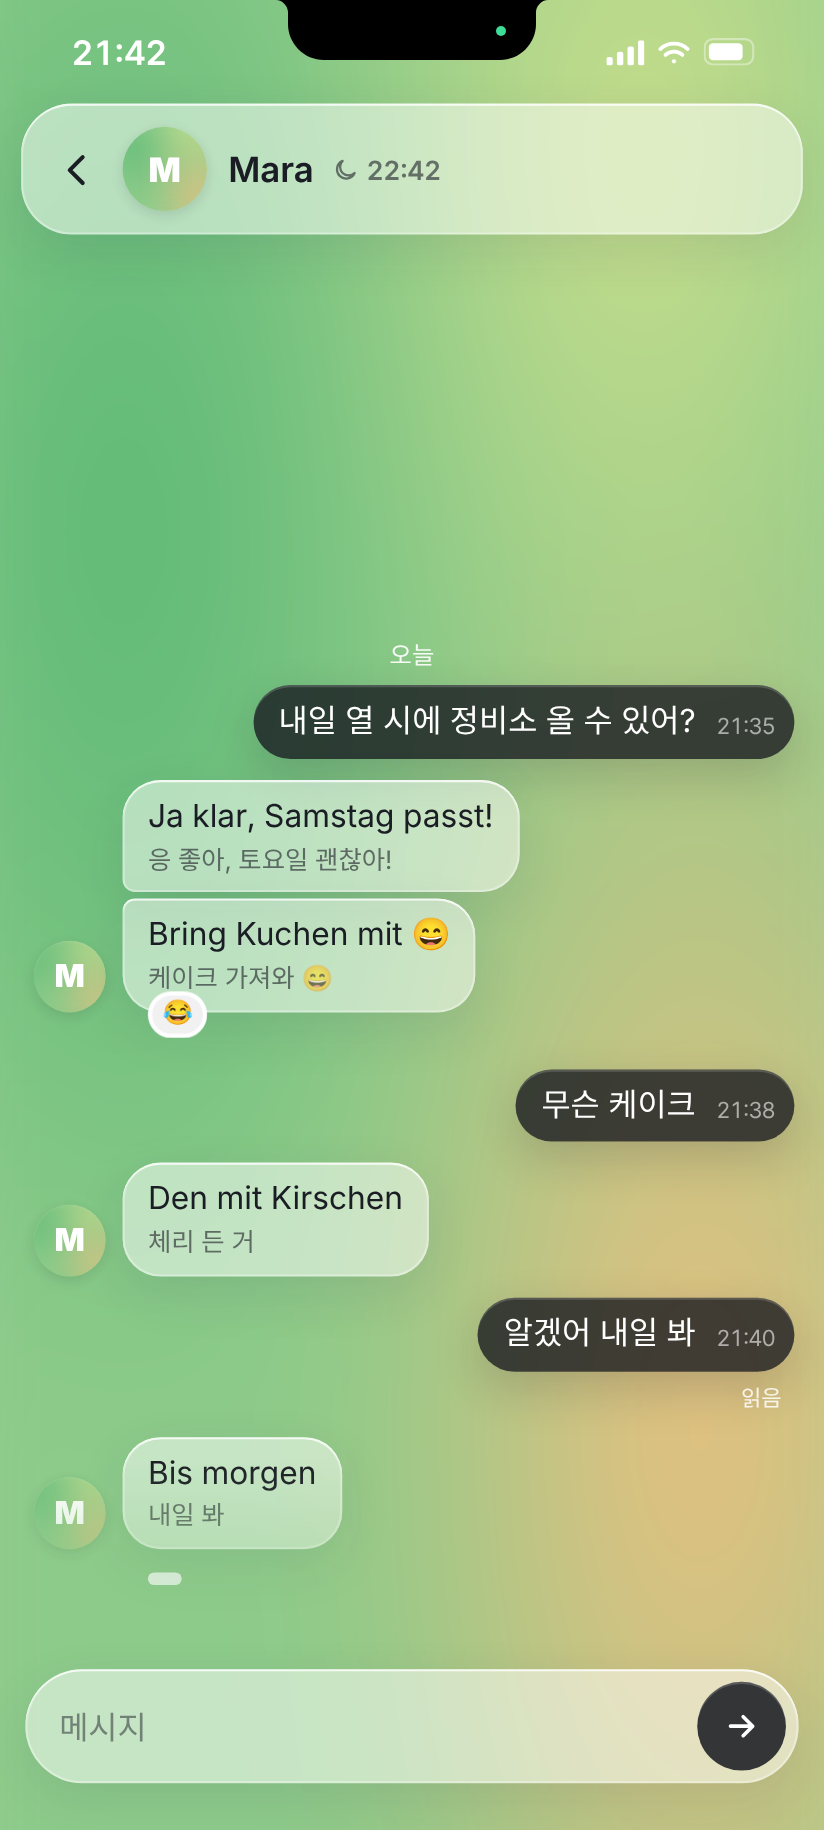 21:42
M
Mara 22:42
오늘
내일 열 시에 정비소 올 수 있어? 21:35
Ja klar, Samstag passt!
응 좋아, 토요일 괜찮아!
Bring Kuchen mit 😄
케이크 가져와 😄
M
😂
무슨 케이크 21:38
Den mit Kirschen
체리 든 거
M
알겠어 내일 봐 21:40
읽음
Bis morgen
내일 봐
M
메시지